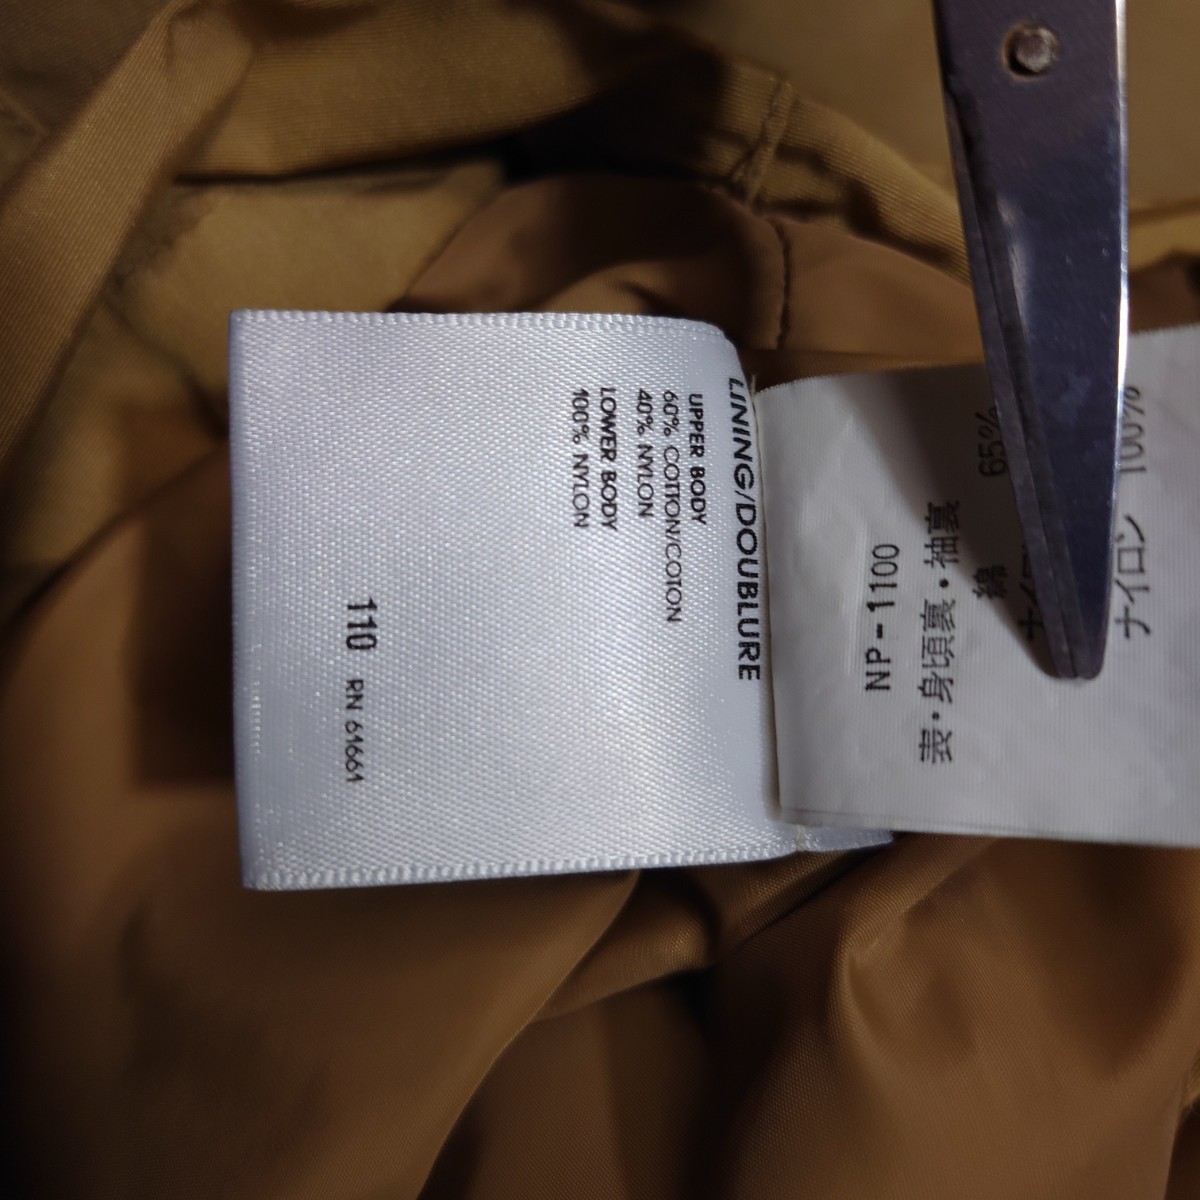 LINING/DOUBLURE
UPPER BODY
60% COTTON/COTON
40% NYLON
LOWER BODY
100% NYLON
110 RN 61661
NP-1100
表・身頃裏・袖裏
綿 65%
ナイロン 100%